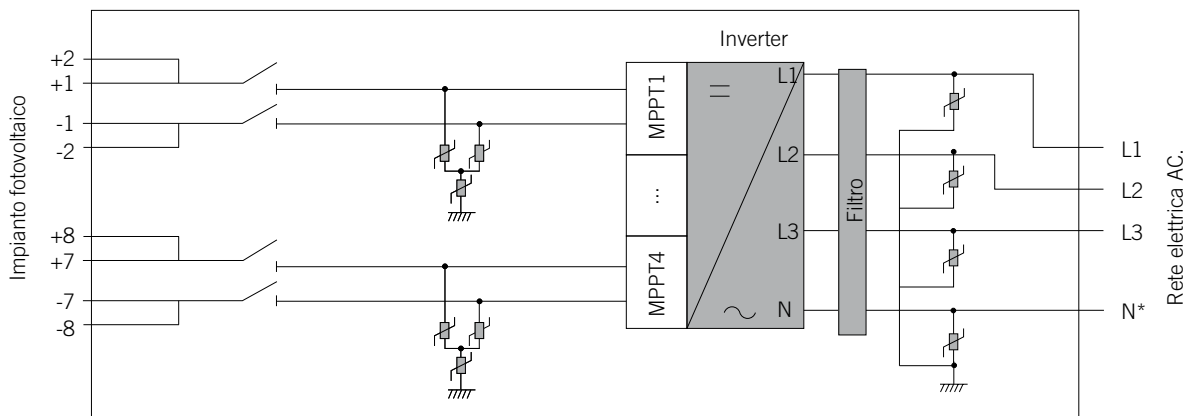 Impianto fotovoltaico
+2
+1
-1
-2
+8
+7
-7
-8
Inverter
MPPT1
...
MPPT4
L1
L2
L3
N
Filtro
L1
L2
L3
N*
Rete elettrica AC.